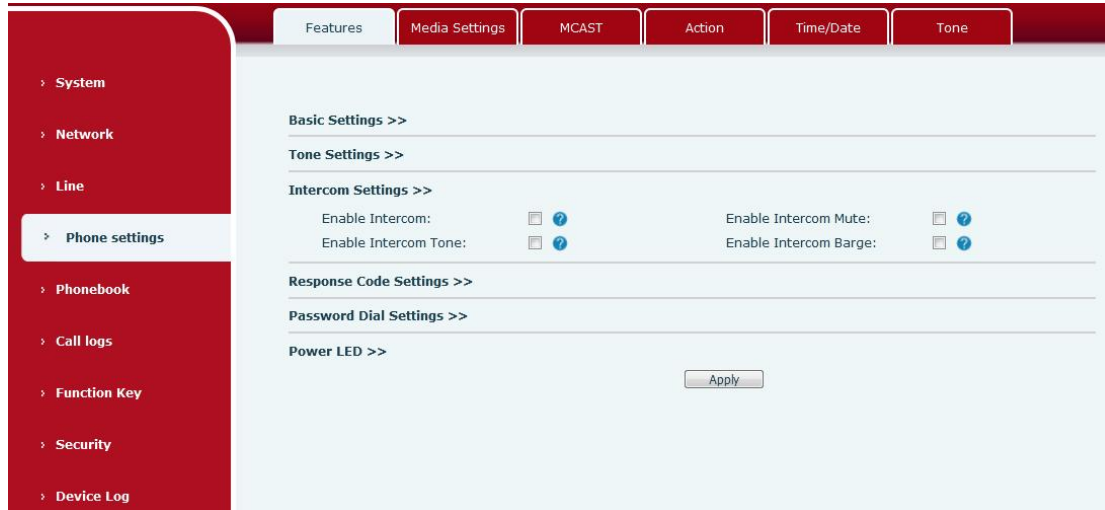 Features Media Settings MCAST Action Time/Date Tone
› System
› Network
› Line
› Phone settings
› Phonebook
› Call logs
› Function Key
› Security
› Device Log
Basic Settings >>
Tone Settings >>
Intercom Settings >>
Enable Intercom: ? Enable Intercom Mute: ?
Enable Intercom Tone: ? Enable Intercom Barge: ?
Response Code Settings >>
Password Dial Settings >>
Power LED >>
Apply